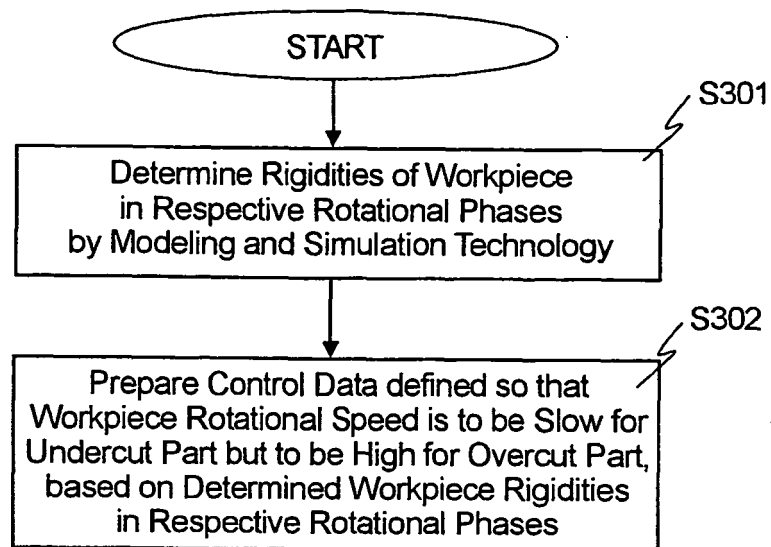 START
S301
Determine Rigidities of Workpiece
in Respective Rotational Phases
by Modeling and Simulation Technology
S302
Prepare Control Data defined so that
Workpiece Rotational Speed is to be Slow for
Undercut Part but to be High for Overcut Part,
based on Determined Workpiece Rigidities
in Respective Rotational Phases